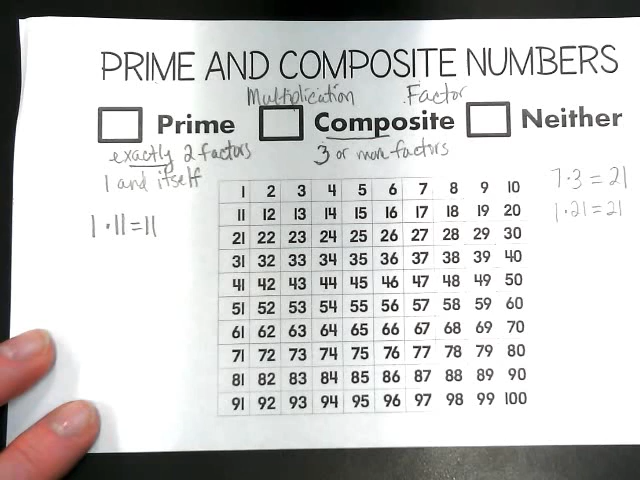 PRIME AND COMPOSITE NUMBERS
Multiplication Factor
Prime Composite Neither
exactly 2 factors 3 or more factors
1 and itself
7·3=21
1·11=11
1·21=21
1 2 3 4 5 6 7 8 9 10
11 12 13 14 15 16 17 18 19 20
21 22 23 24 25 26 27 28 29 30
31 32 33 34 35 36 37 38 39 40
41 42 43 44 45 46 47 48 49 50
51 52 53 54 55 56 57 58 59 60
61 62 63 64 65 66 67 68 69 70
71 72 73 74 75 76 77 78 79 80
81 82 83 84 85 86 87 88 89 90
91 92 93 94 95 96 97 98 99 100